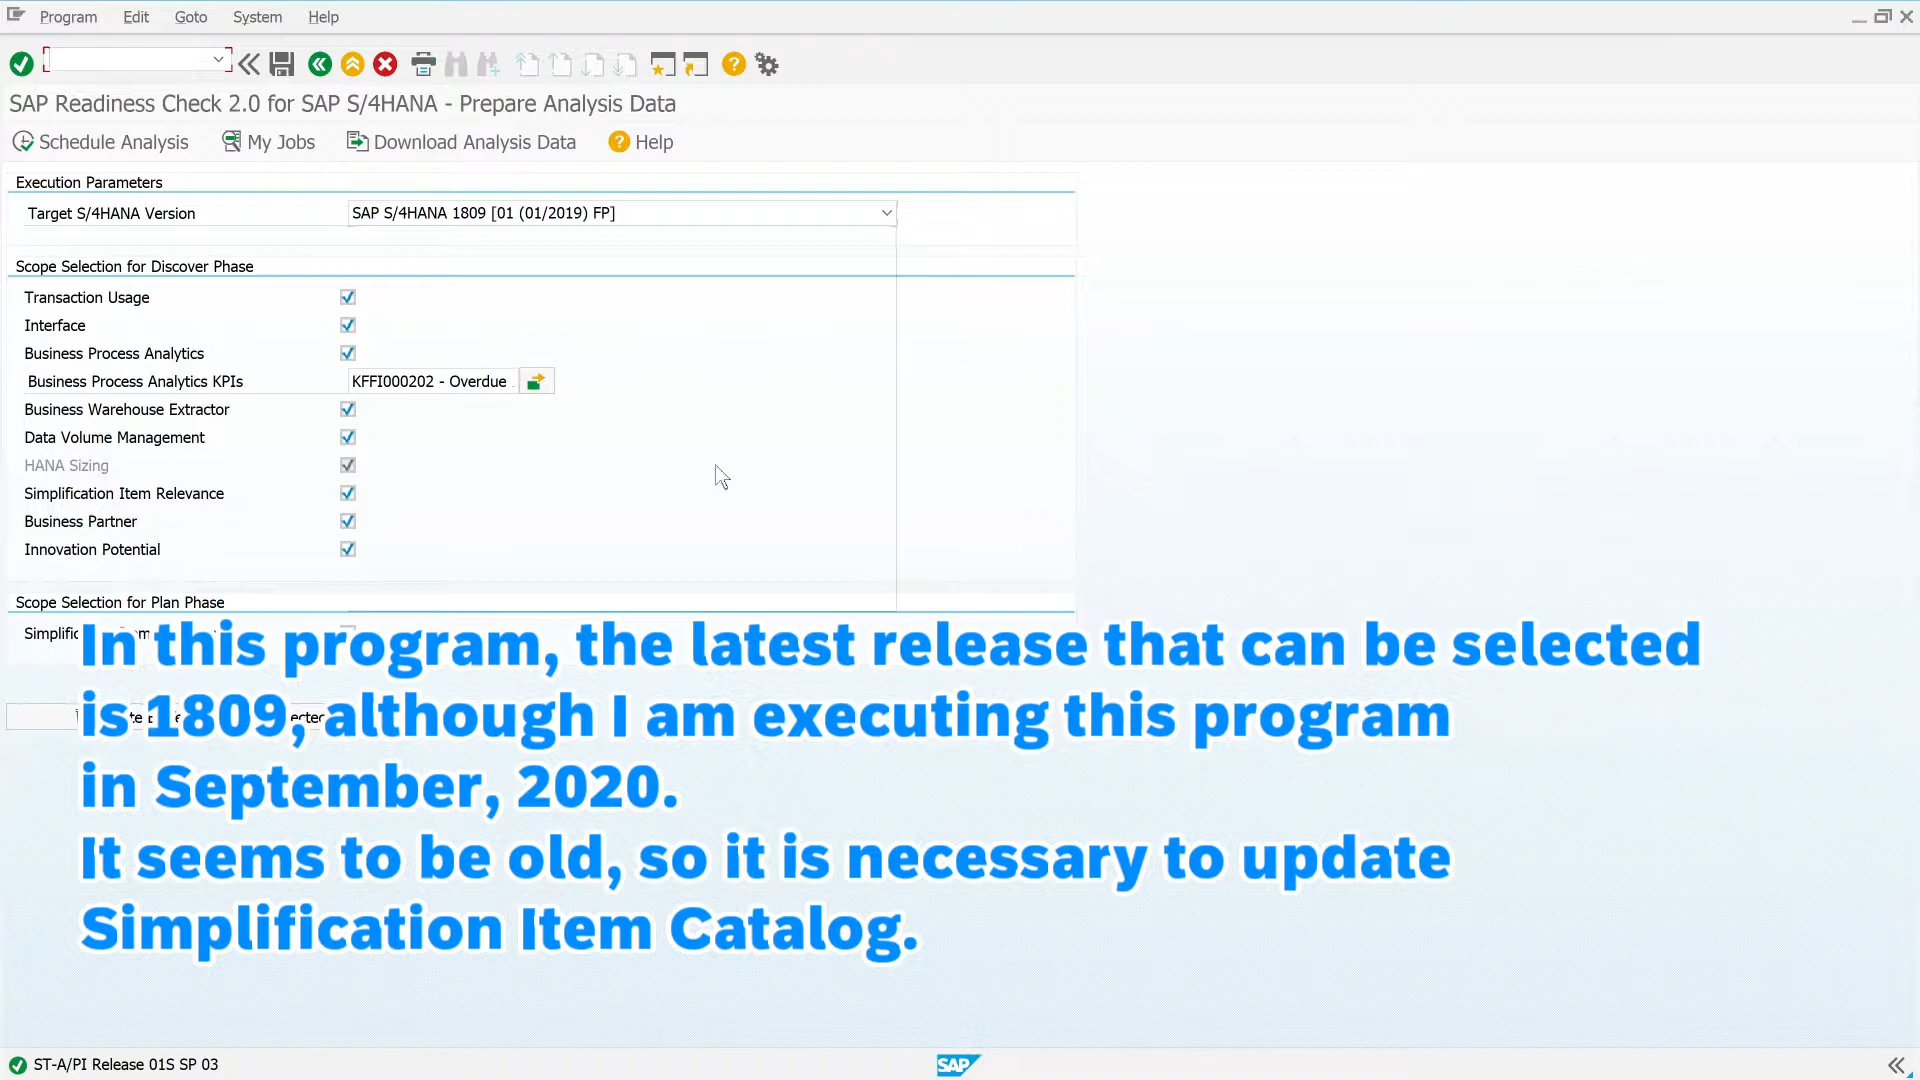 Program Edit Goto System Help
SAP Readiness Check 2.0 for SAP S/4HANA - Prepare Analysis Data
Schedule Analysis My Jobs Download Analysis Data Help
Execution Parameters
Target S/4HANA Version SAP S/4HANA 1809 [01 (01/2019) FP]
Scope Selection for Discover Phase
Transaction Usage
Interface
Business Process Analytics
Business Process Analytics KPIs KFFI000202 - Overdue
Business Warehouse Extractor
Data Volume Management
HANA Sizing
Simplification Item Relevance
Business Partner
Innovation Potential
Scope Selection for Plan Phase
In this program, the latest release that can be selected
is 1809, although I am executing this program
in September, 2020.
It seems to be old, so it is necessary to update
Simplification Item Catalog.
ST-A/PI Release 01S SP 03 SAP